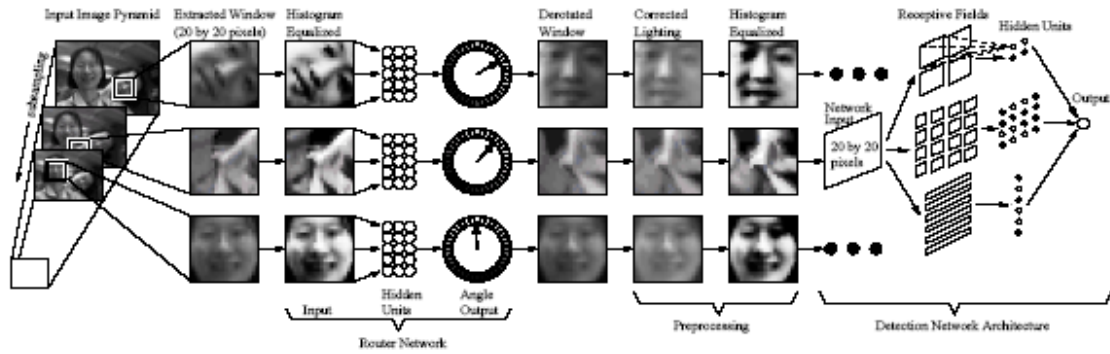 Input Image Pyramid
Extracted Window
(20 by 20 pixels)
Histogram
Equalized
Derotated
Window
Corrected
Lighting
Histogram
Equalized
Receptive Fields
Hidden Units
subsampling
Network
Input
20 by 20
pixels
Output
Input
Hidden
Units
Angle
Output
Router Network
Preprocessing
Detection Network Architecture